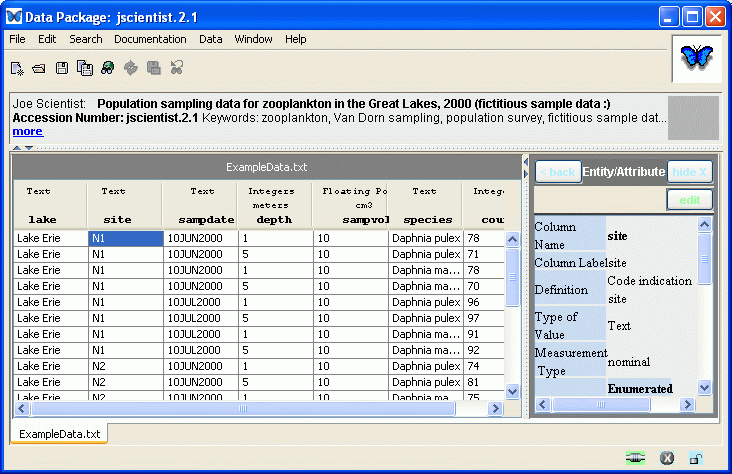 Data Package: jscientist.2.1
File Edit Search Documentation Data Window Help
Joe Scientist: Population sampling data for zooplankton in the Great Lakes, 2000 (fictitious sample data :)
Accession Number: jscientist.2.1 Keywords: zooplankton, Van Dorn sampling, population survey, fictitious sample dat...
more
ExampleData.txt
Text Text Text Integers Floating Po Text Integ
meters cm3
lake site sampdate depth sampvol species cou
Lake Erie N1 10JUN2000 1 10 Daphnia pulex 78
Lake Erie N1 10JUN2000 5 10 Daphnia pulex 71
Lake Erie N1 10JUN2000 1 10 Daphnia ma... 78
Lake Erie N1 10JUN2000 5 10 Daphnia ma... 70
Lake Erie N1 10JUL2000 1 10 Daphnia pulex 96
Lake Erie N1 10JUL2000 5 10 Daphnia pulex 97
Lake Erie N1 10JUL2000 1 10 Daphnia ma... 91
Lake Erie N1 10JUL2000 5 10 Daphnia ma... 92
Lake Erie N2 10JUN2000 1 10 Daphnia pulex 74
Lake Erie N2 10JUN2000 5 10 Daphnia pulex 81
Lake Erie N2 10JUN2000 1 10 Daphnia ma... 75
ExampleData.txt
< back Entity/Attribute hide X
edit
Column
Name site
Column Label site
Definition Code indication
site
Type of
Value Text
Measurement
Type nominal
Enumerated